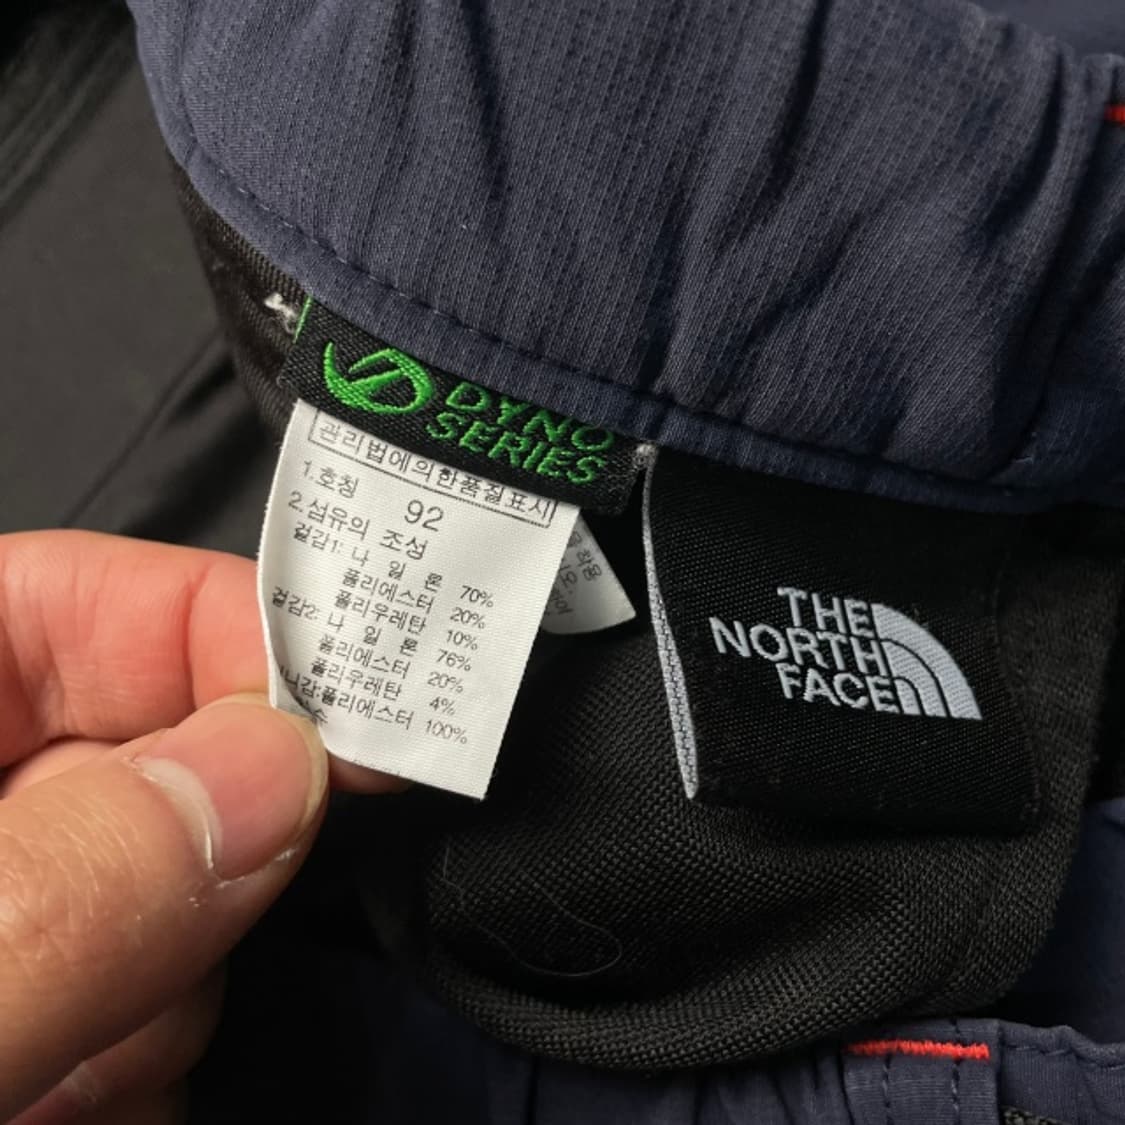 DYNO
SERIES
관리법에의한품질표시
1.호칭 92
2.섬유의 조성
겉감1: 나 일 론 70%
폴리에스터 20%
폴리우레탄 10%
겉감2: 나 일 론 76%
폴리에스터 20%
폴리우레탄 4%
폴리에스터 100%
착용
THE
NORTH
FACE